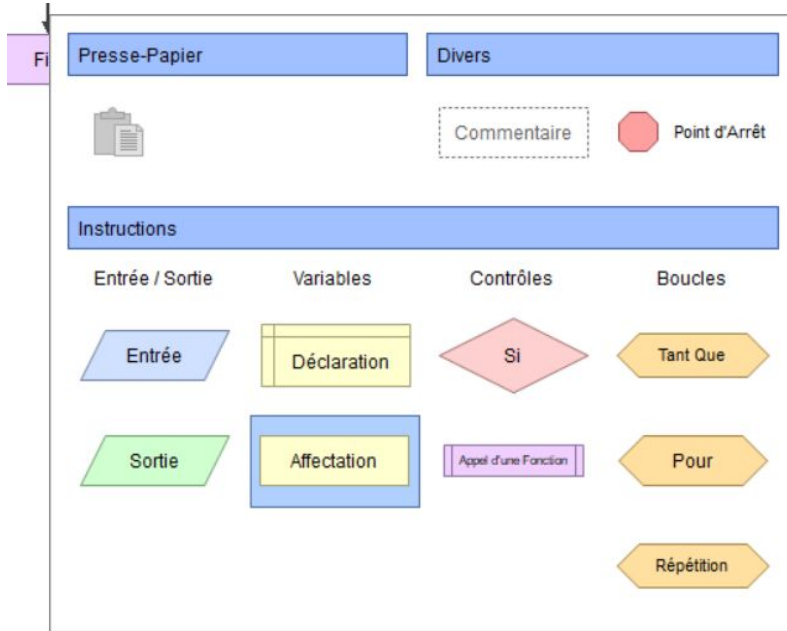 Fi
Presse-Papier
Divers
Commentaire
Point d'Arrêt
Instructions
Entrée / Sortie
Variables
Contrôles
Boucles
Entrée
Déclaration
Si
Tant Que
Sortie
Affectation
Appel d'une Fonction
Pour
Répétition